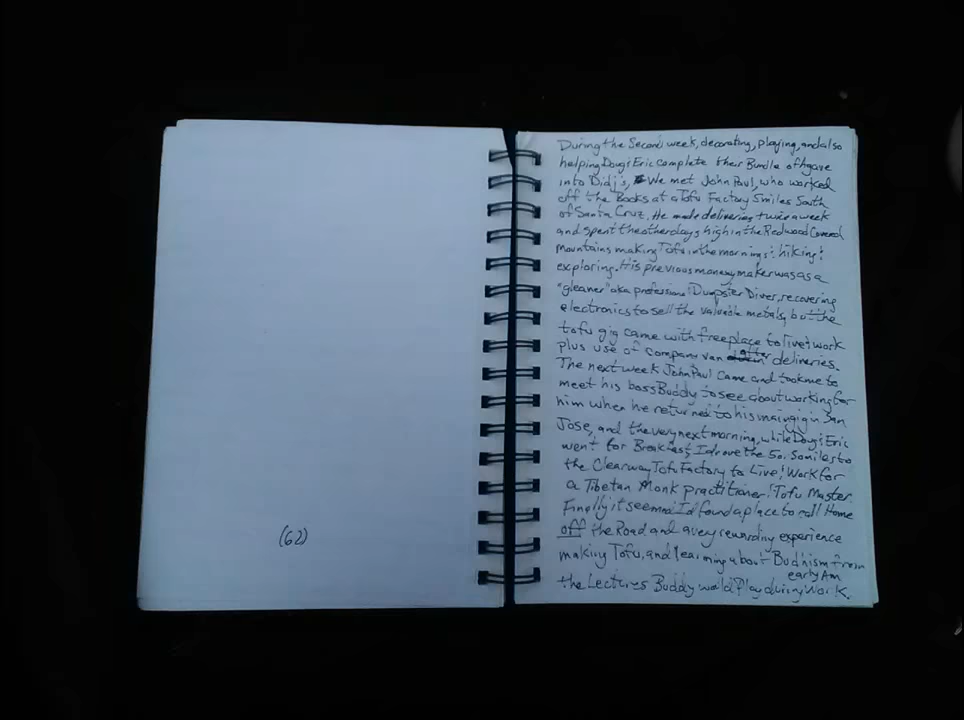 (62)
During the Second week, decorating, playing, and also
helping Doug & Eric complete their Bundle of Agave
into Didj's, We met John Paul, who worked
off the Books at a Tofu Factory 5 miles South
of Santa Cruz. He made deliveries twice a week
and spent the other days high in the Redwood Covered
mountains making Tofu in the mornings & hiking &
exploring. His previous money maker was as a
"gleaner" aka professional Dumpster Diver, recovering
electronics to sell the valuable metals, but the
tofu gig came with free place to live & work
plus use of company van after deliveries.
The next week John Paul came and took me to
meet his boss Buddy to see about working for
him when he returned to his main gig in San
Jose, and the very next morning, while Doug & Eric
went for Breakfast, I drove the 50 miles to
the Clearway Tofu Factory to Live & Work for
a Tibetan Monk practitioner & Tofu Master.
Finally it seemed I'd found a place to call Home
off the Road and a very rewarding experience
making Tofu, and learning about Budhism from
early Am
the Lectures Buddy would Play during Work.